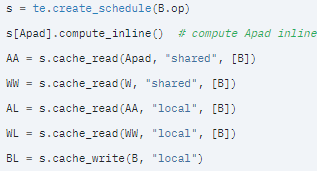 s = te.create_schedule(B.op)
s[Apad].compute_inline()  # compute Apad inline
AA = s.cache_read(Apad, "shared", [B])
WW = s.cache_read(W, "shared", [B])
AL = s.cache_read(AA, "local", [B])
WL = s.cache_read(WW, "local", [B])
BL = s.cache_write(B, "local")